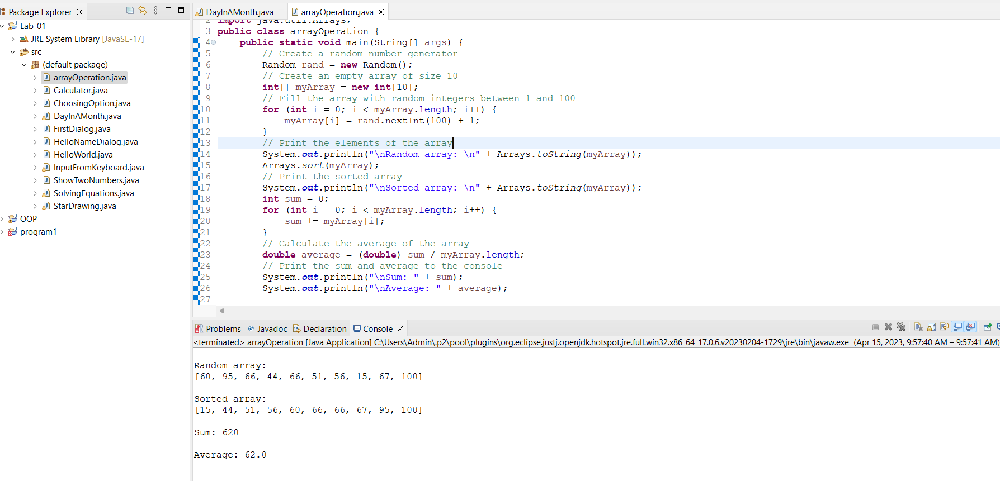 Package Explorer
Lab_01
JRE System Library [JavaSE-17]
src
(default package)
arrayOperation.java
Calculator.java
ChoosingOption.java
DayInAMonth.java
FirstDialog.java
HelloNameDialog.java
HelloWorld.java
InputFromKeyboard.java
ShowTwoNumbers.java
SolvingEquations.java
StarDrawing.java
OOP
program1
DayInAMonth.java
arrayOperation.java
2 import java.util.Arrays;
3 public class arrayOperation {
4 public static void main(String[] args) {
5 // Create a random number generator
6 Random rand = new Random();
7 // Create an empty array of size 10
8 int[] myArray = new int[10];
9 // Fill the array with random integers between 1 and 100
10 for (int i = 0; i < myArray.length; i++) {
11 myArray[i] = rand.nextInt(100) + 1;
12 }
13 // Print the elements of the array
14 System.out.println("\nRandom array: \n" + Arrays.toString(myArray));
15 Arrays.sort(myArray);
16 // Print the sorted array
17 System.out.println("\nSorted array: \n" + Arrays.toString(myArray));
18 int sum = 0;
19 for (int i = 0; i < myArray.length; i++) {
20 sum += myArray[i];
21 }
22 // Calculate the average of the array
23 double average = (double) sum / myArray.length;
24 // Print the sum and average to the console
25 System.out.println("\nSum: " + sum);
26 System.out.println("\nAverage: " + average);
27
Problems @ Javadoc Declaration Console
<terminated> arrayOperation [Java Application] C:\Users\Admin\.p2\pool\plugins\org.eclipse.justj.openjdk.hotspot.jre.full.win32.x86_64_17.0.6.v20230204-1729\jre\bin\javaw.exe (Apr 15, 2023, 9:57:40 AM – 9:57:41 AM)
Random array:
[60, 95, 66, 44, 66, 51, 56, 15, 67, 100]
Sorted array:
[15, 44, 51, 56, 60, 66, 66, 67, 95, 100]
Sum: 620
Average: 62.0